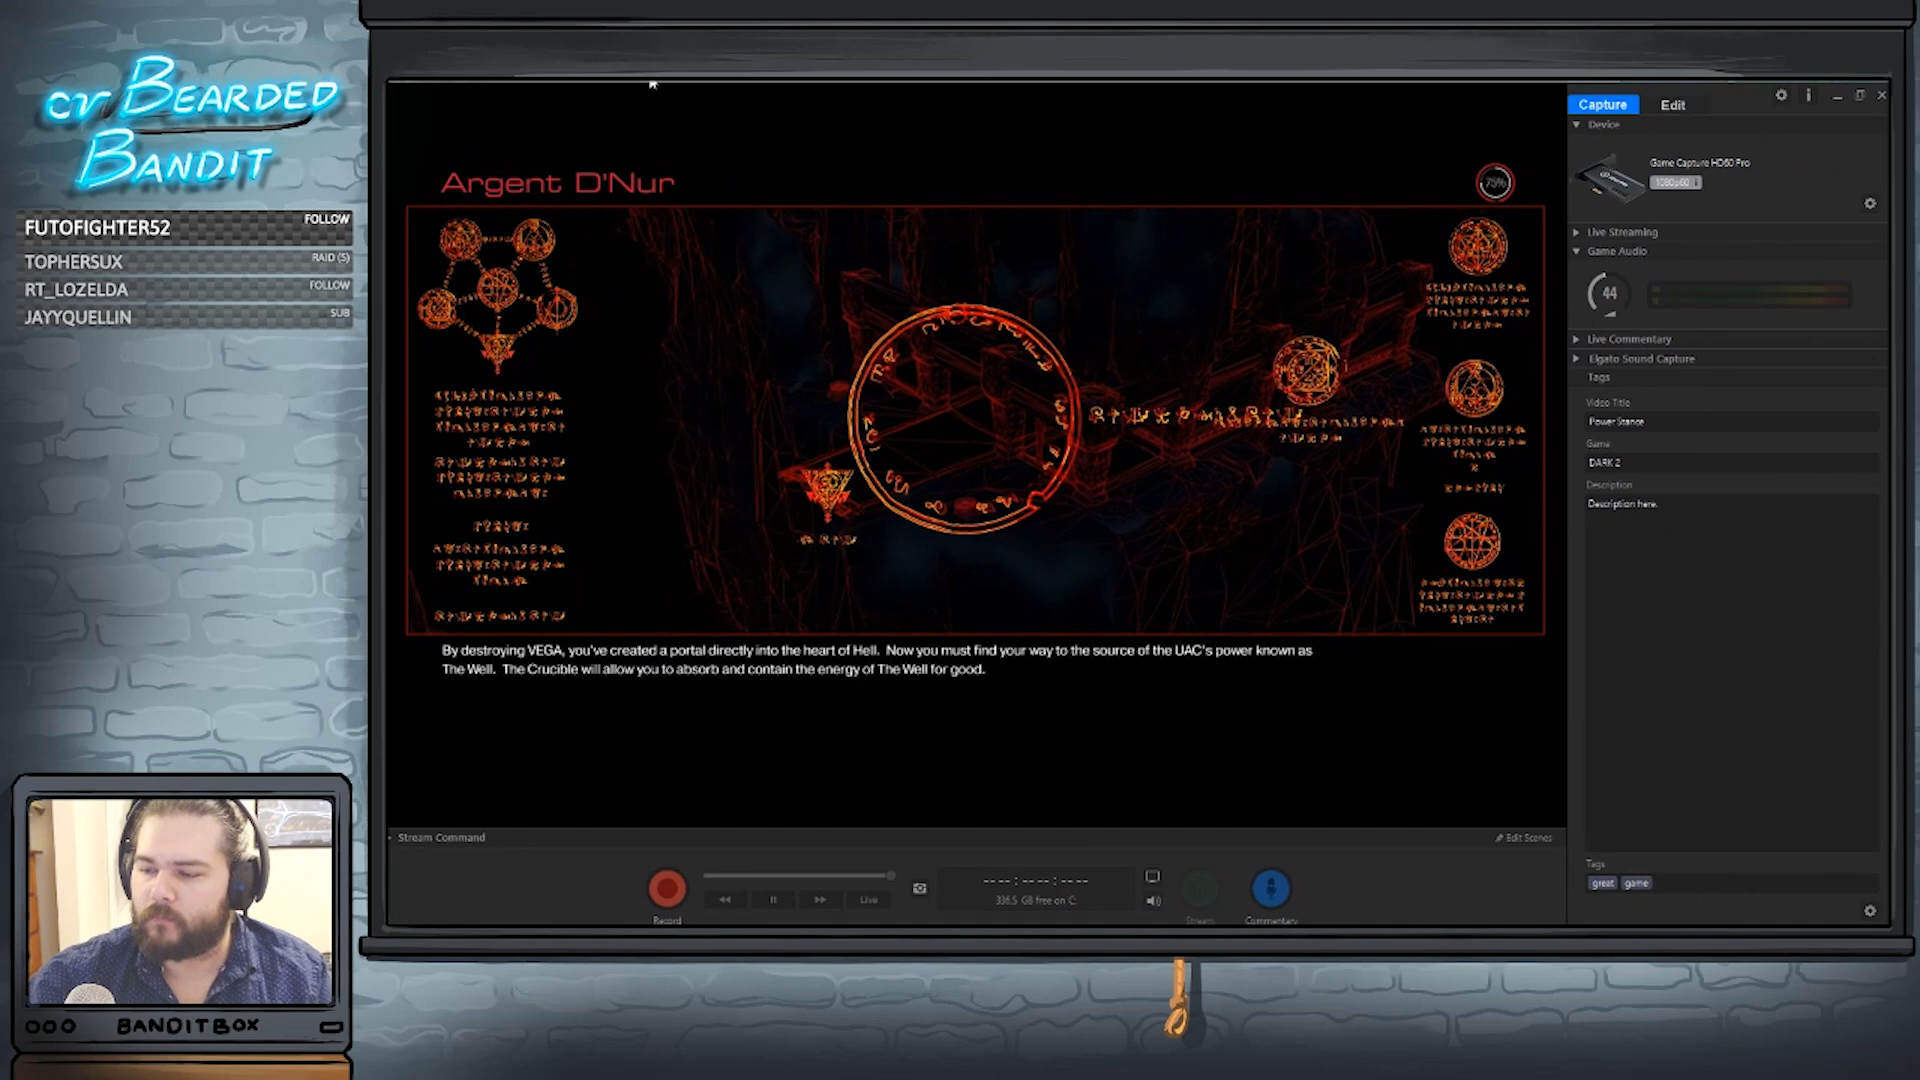 CTV BEARDED
BANDIT
FUTOFIGHTER52 FOLLOW
TOPHERSUX RAID (5)
RT_LOZELDA FOLLOW
JAYYQUELLIN SUB
BANDITBOX
Argent D'Nur
75%
By destroying VEGA, you've created a portal directly into the heart of Hell. Now you must find your way to the source of the UAC's power known as
The Well. The Crucible will allow you to absorb and contain the energy of The Well for good.
Stream Command
Edit Scenes
Record
Live
336.5 GB free on C:
Stream
Commentary
Capture Edit
Device
Game Capture HD60 Pro
1080p60
Live Streaming
Game Audio
44
Live Commentary
Elgato Sound Capture
Tags
Video Title
Power Stance
Game
DARK 2
Description
Description here.
Tags
great game